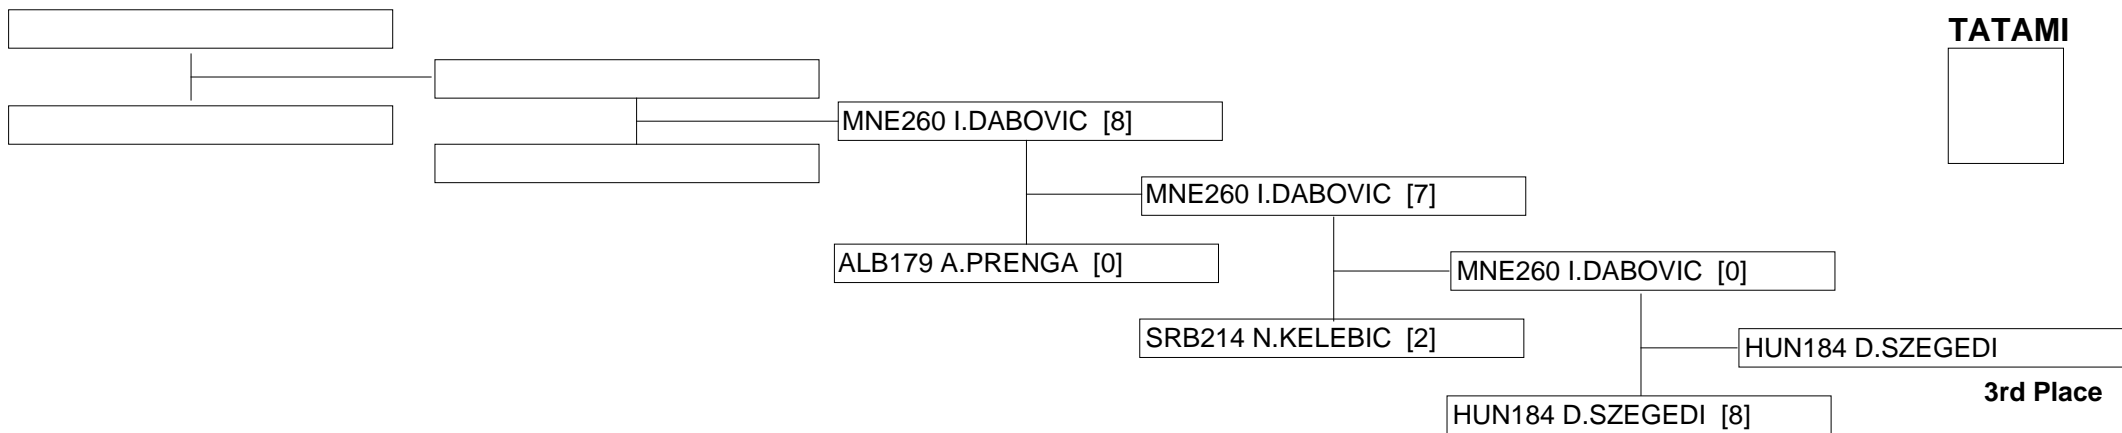 TATAMI
MNE260 I.DABOVIC [8]
MNE260 I.DABOVIC [7]
ALB179 A.PRENGA [0]
MNE260 I.DABOVIC [0]
SRB214 N.KELEBIC [2]
HUN184 D.SZEGEDI
3rd Place
HUN184 D.SZEGEDI [8]